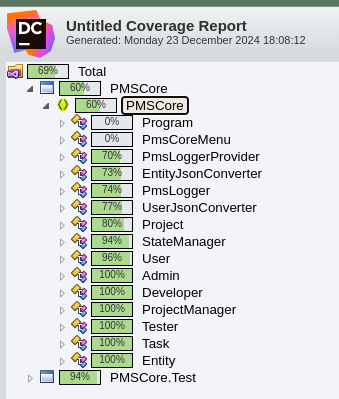 DC
Untitled Coverage Report
Generated: Monday 23 December 2024 18:08:12
69% Total
60% PMSCore
60% PMSCore
0% Program
0% PmsCoreMenu
70% PmsLoggerProvider
73% EntityJsonConverter
74% PmsLogger
77% UserJsonConverter
80% Project
94% StateManager
96% User
100% Admin
100% Developer
100% ProjectManager
100% Tester
100% Task
100% Entity
94% PMSCore.Test